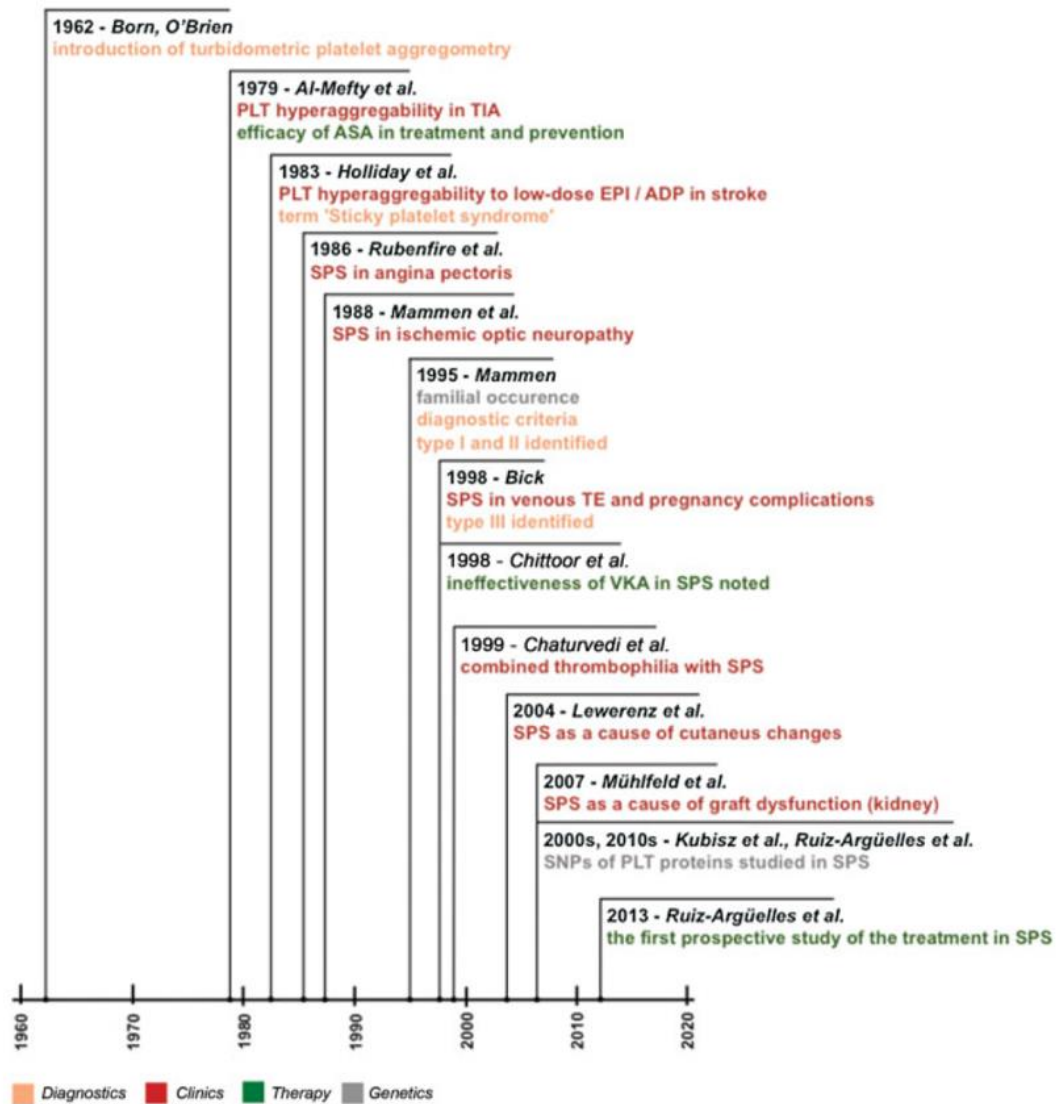 1962 - Born, O'Brien
introduction of turbidometric platelet aggregometry
1979 - Al-Mefty et al.
PLT hyperaggregability in TIA
efficacy of ASA in treatment and prevention
1983 - Holliday et al.
PLT hyperaggregability to low-dose EPI / ADP in stroke
term 'Sticky platelet syndrome'
1986 - Rubenfire et al.
SPS in angina pectoris
1988 - Mammen et al.
SPS in ischemic optic neuropathy
1995 - Mammen
familial occurence
diagnostic criteria
type I and II identified
1998 - Bick
SPS in venous TE and pregnancy complications
type III identified
1998 - Chittoor et al.
ineffectiveness of VKA in SPS noted
1999 - Chaturvedi et al.
combined thrombophilia with SPS
2004 - Lewerenz et al.
SPS as a cause of cutaneus changes
2007 - Mühlfeld et al.
SPS as a cause of graft dysfunction (kidney)
2000s, 2010s - Kubisz et al., Ruiz-Argüelles et al.
SNPs of PLT proteins studied in SPS
2013 - Ruiz-Argüelles et al.
the first prospective study of the treatment in SPS
1960
1970
1980
1990
2000
2010
2020
Diagnostics Clinics Therapy Genetics